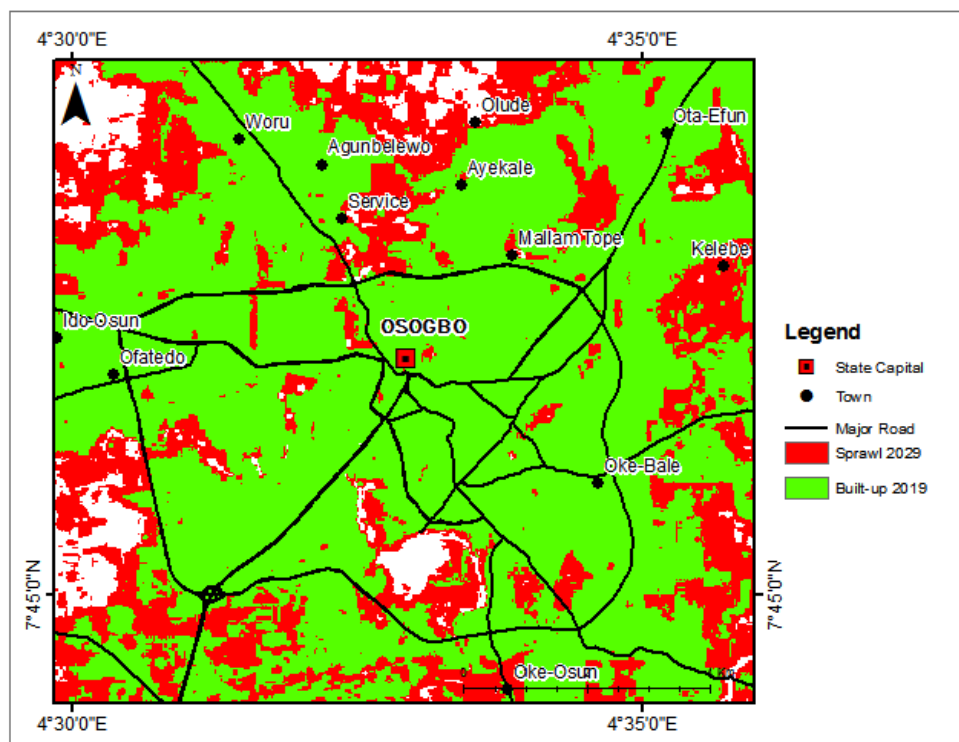 4°30'0"E
4°35'0"E
N
Olude
Woru
Ota-Efun
Agunbelewo
Ayekale
Service
Mallam Tope
Kelebe
Ido-Osun
OSOGBO
Ofatedo
Legend
State Capital
Town
Major Road
Sprawl 2029
Built-up 2019
Oke-Bale
7°45'0"N
7°45'0"N
Oke-Osun
4°30'0"E
4°35'0"E